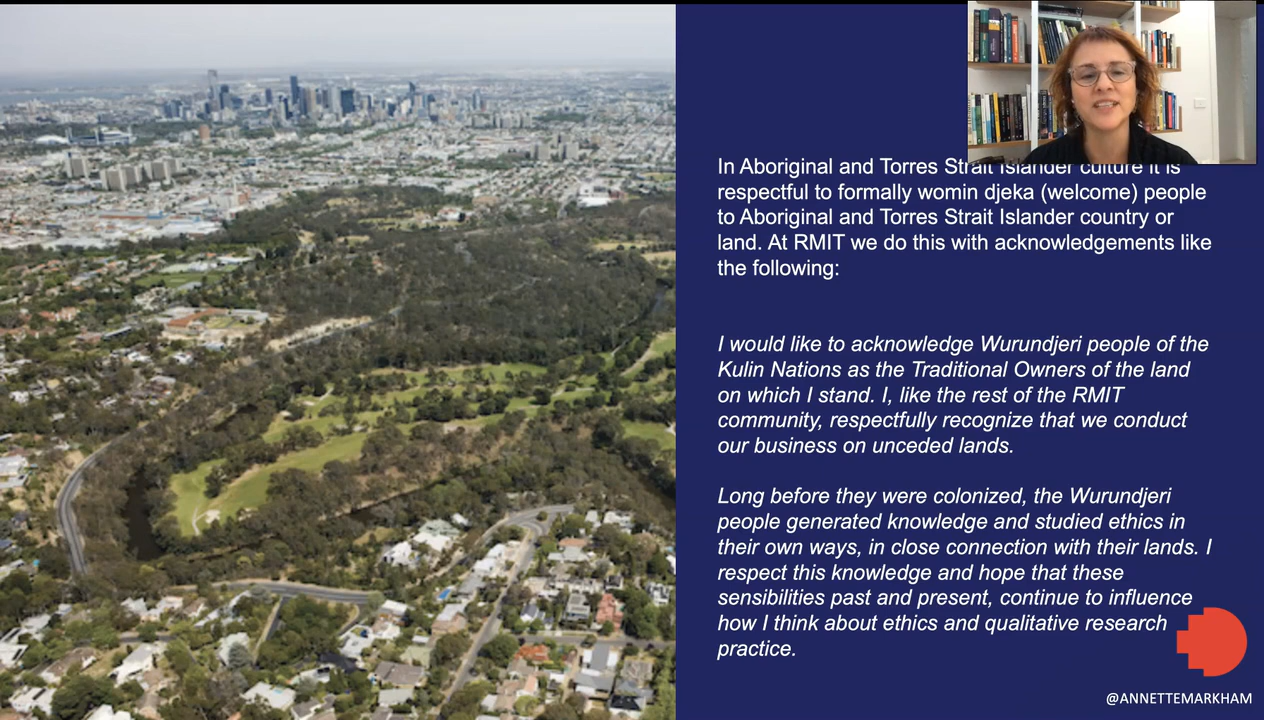 In Aboriginal and Torres Strait Islander culture it is
respectful to formally womin djeka (welcome) people
to Aboriginal and Torres Strait Islander country or
land. At RMIT we do this with acknowledgements like
the following:
I would like to acknowledge Wurundjeri people of the
Kulin Nations as the Traditional Owners of the land
on which I stand. I, like the rest of the RMIT
community, respectfully recognize that we conduct
our business on unceded lands.
Long before they were colonized, the Wurundjeri
people generated knowledge and studied ethics in
their own ways, in close connection with their lands. I
respect this knowledge and hope that these
sensibilities past and present, continue to influence
how I think about ethics and qualitative research
practice.
@ANNETTEMARKHAM